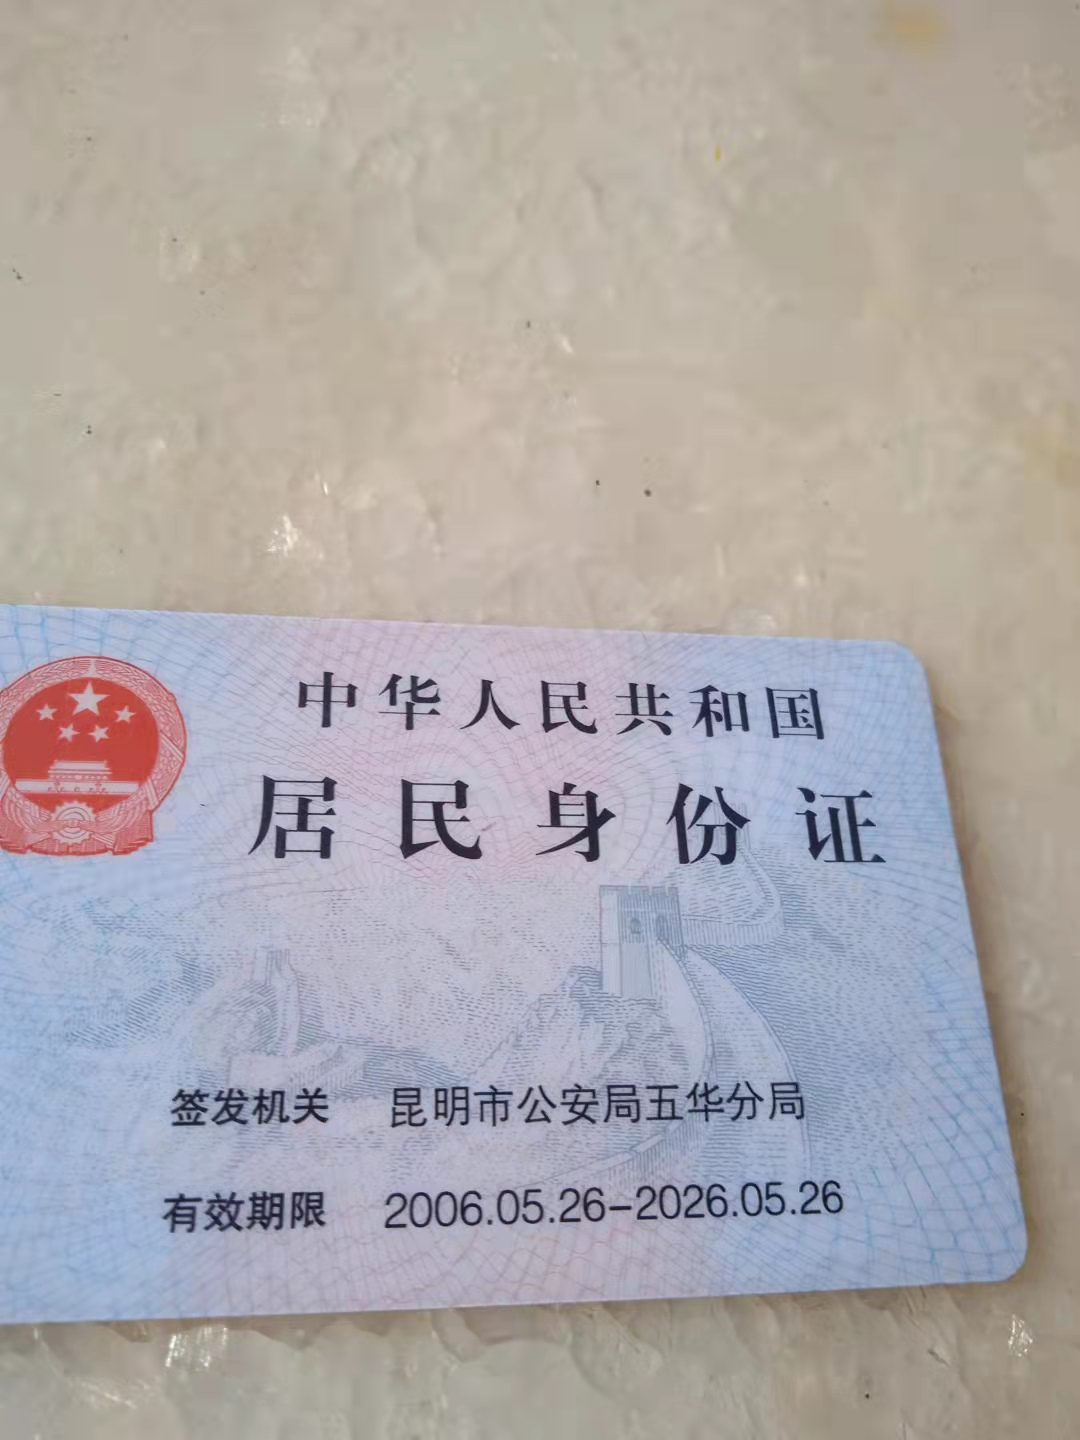 中华人民共和国
居民身份证
签发机关 昆明市公安局五华分局
有效期限 2006.05.26-2026.05.26